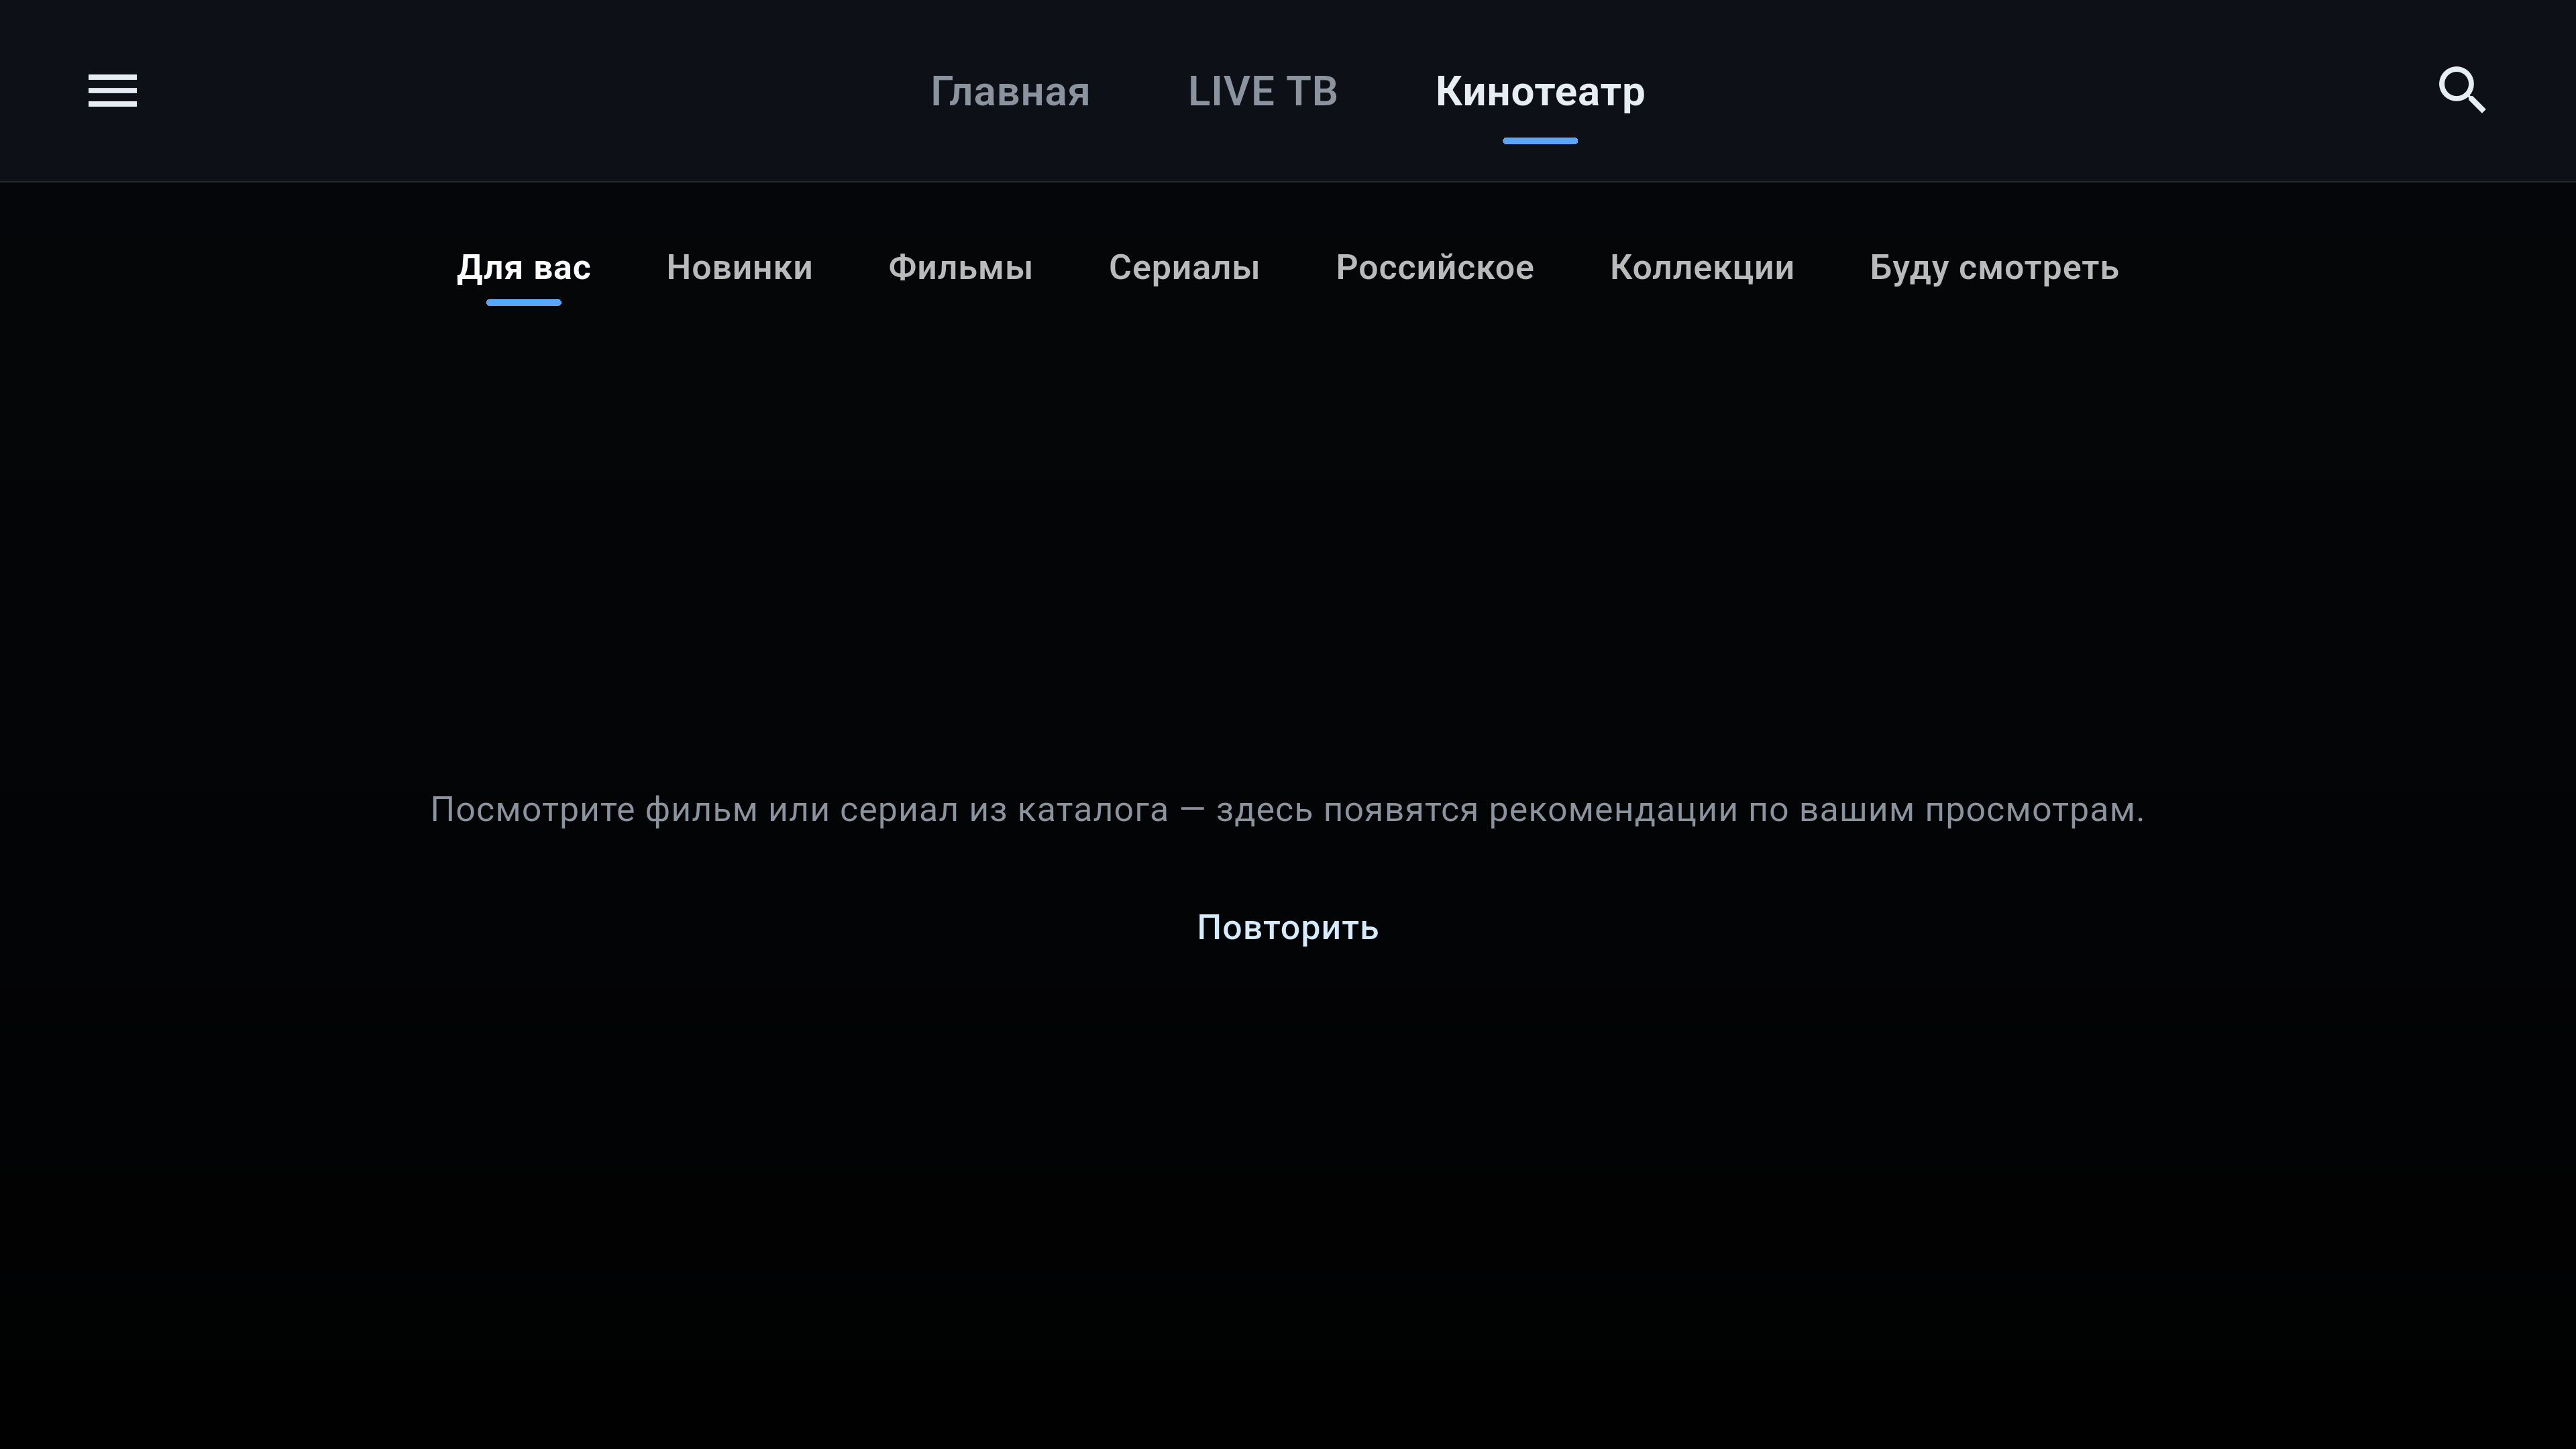 Главная LIVE ТВ Кинотеатр
Для вас Новинки Фильмы Сериалы Российское Коллекции Буду смотреть
Посмотрите фильм или сериал из каталога — здесь появятся рекомендации по вашим просмотрам.
Повторить